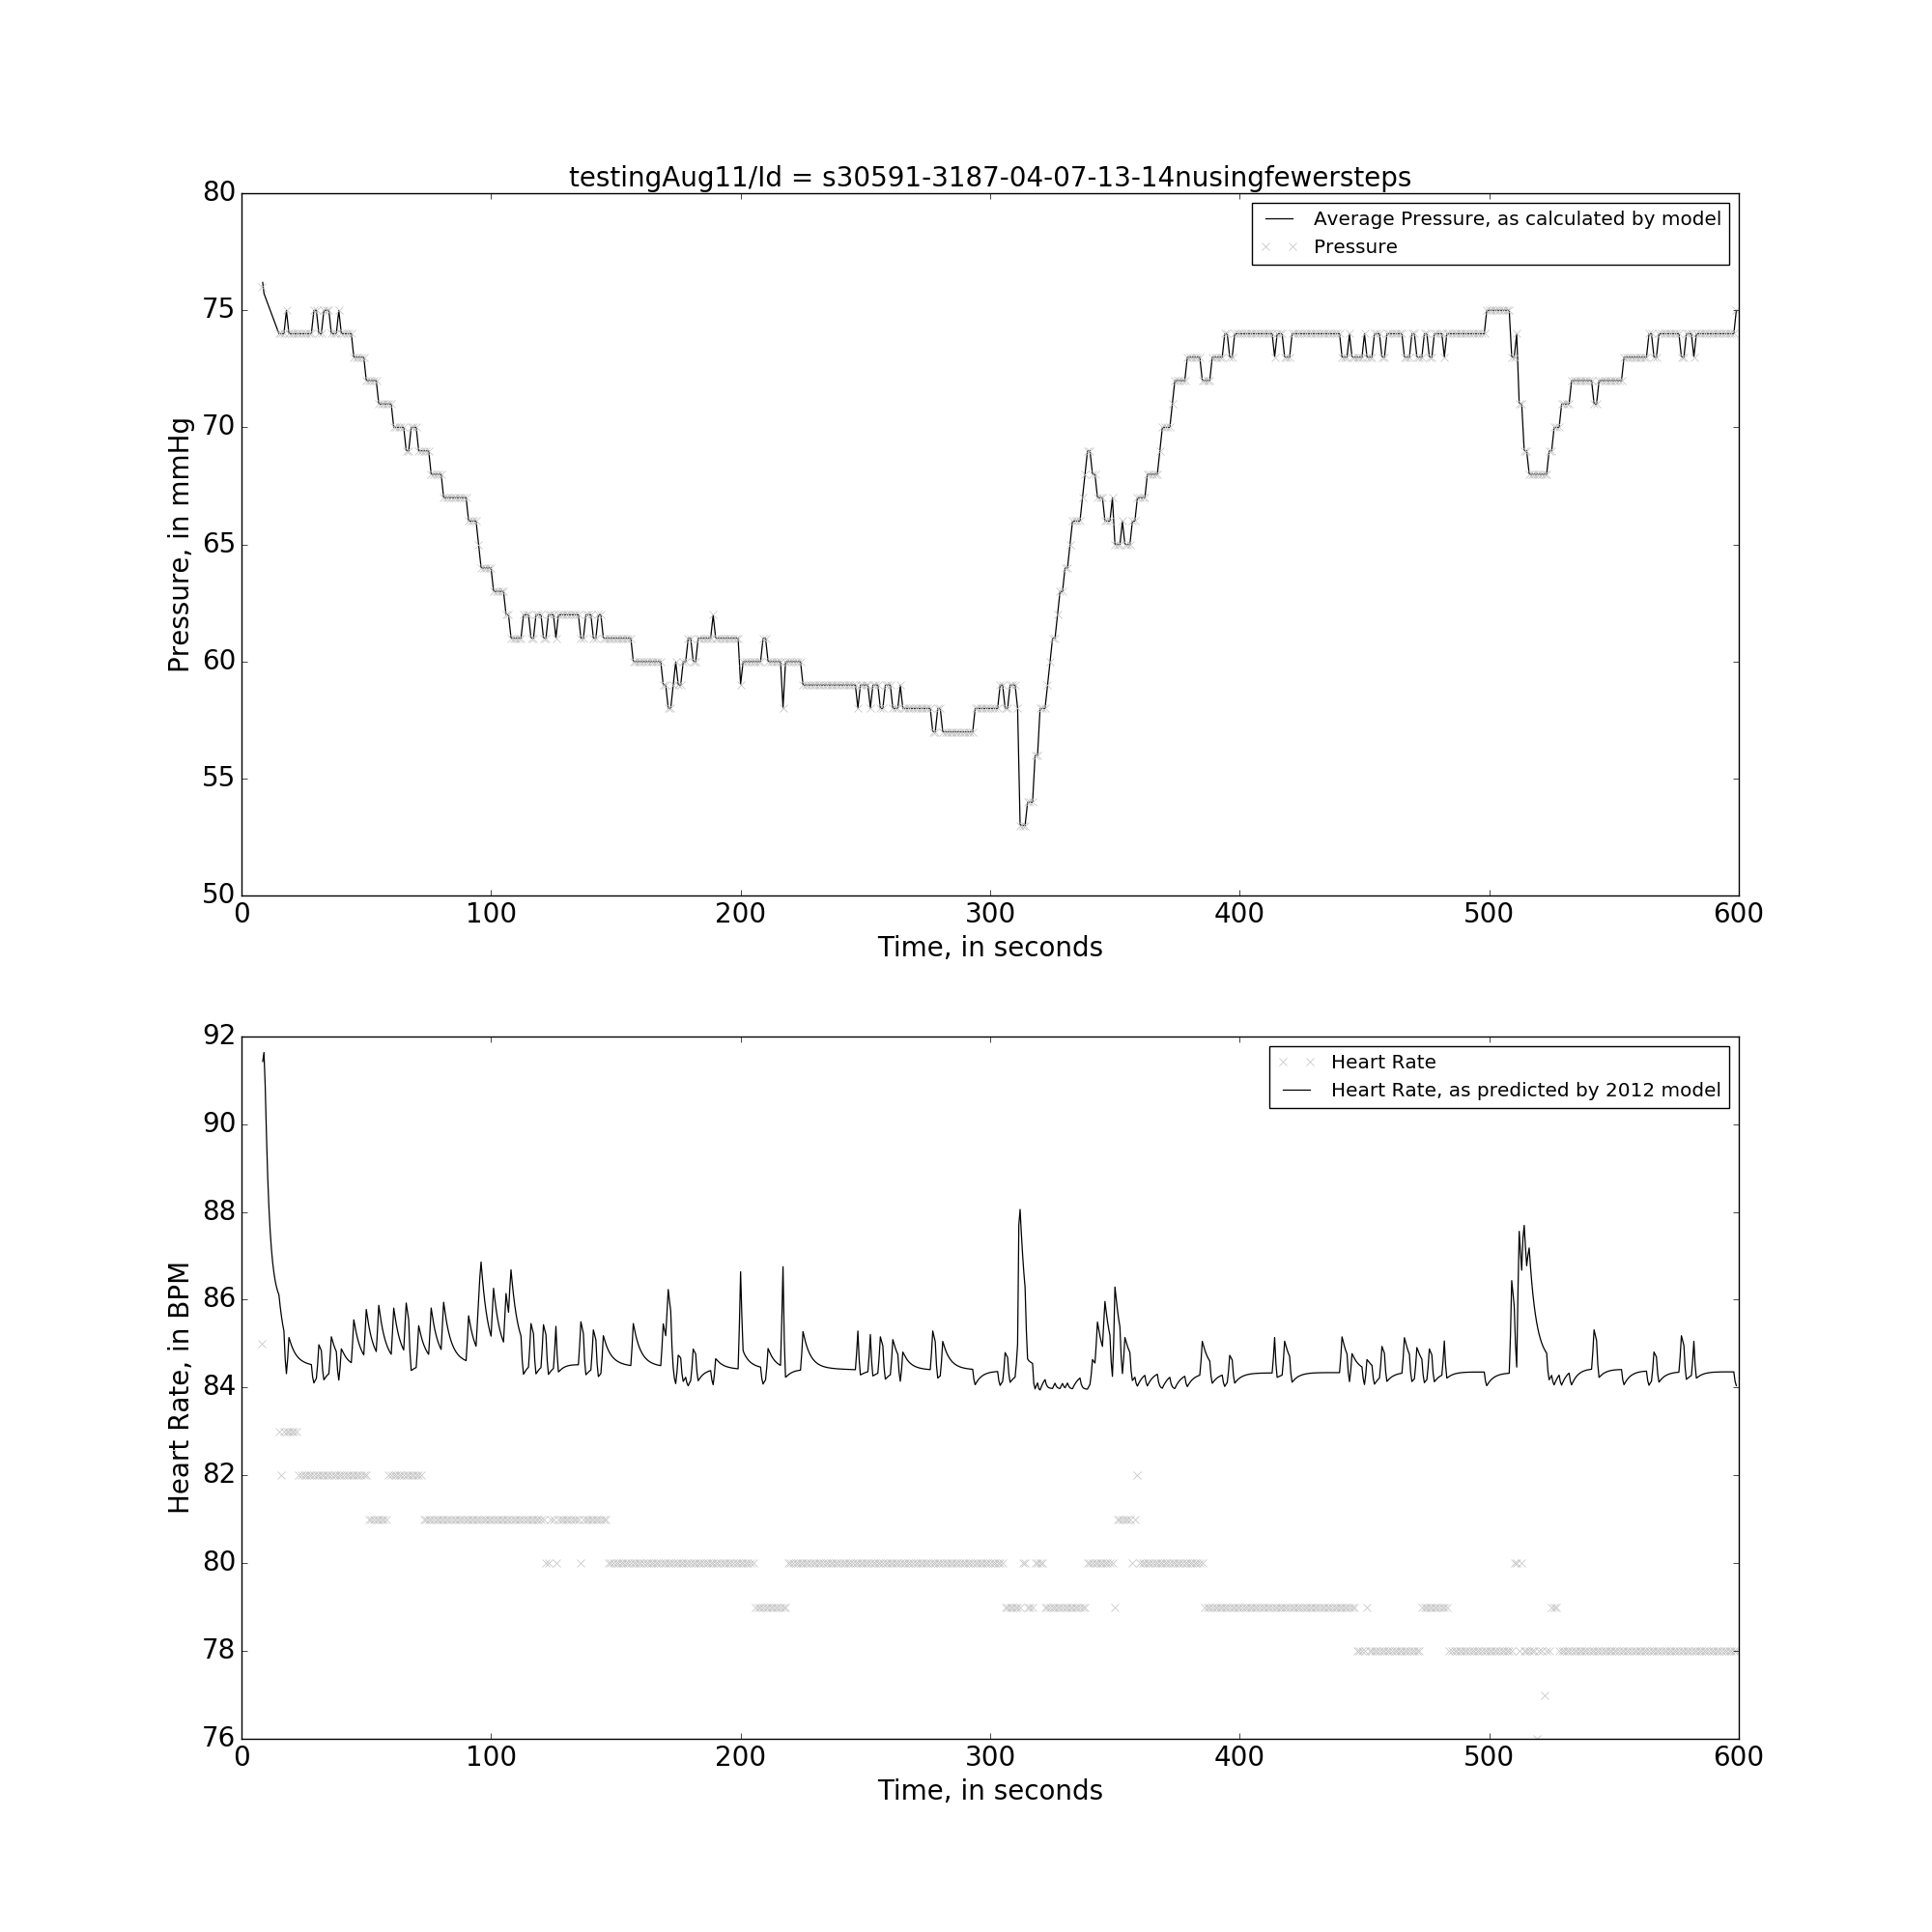 testingAug11/Id = s30591-3187-04-07-13-14nusingfewersteps
80
75
70
65
60
55
50
Pressure, in mmHg
Average Pressure, as calculated by model
Pressure
0 100 200 300 400 500 600
Time, in seconds
92
90
88
86
84
82
80
78
76
Heart Rate, in BPM
Heart Rate
Heart Rate, as predicted by 2012 model
0 100 200 300 400 500 600
Time, in seconds